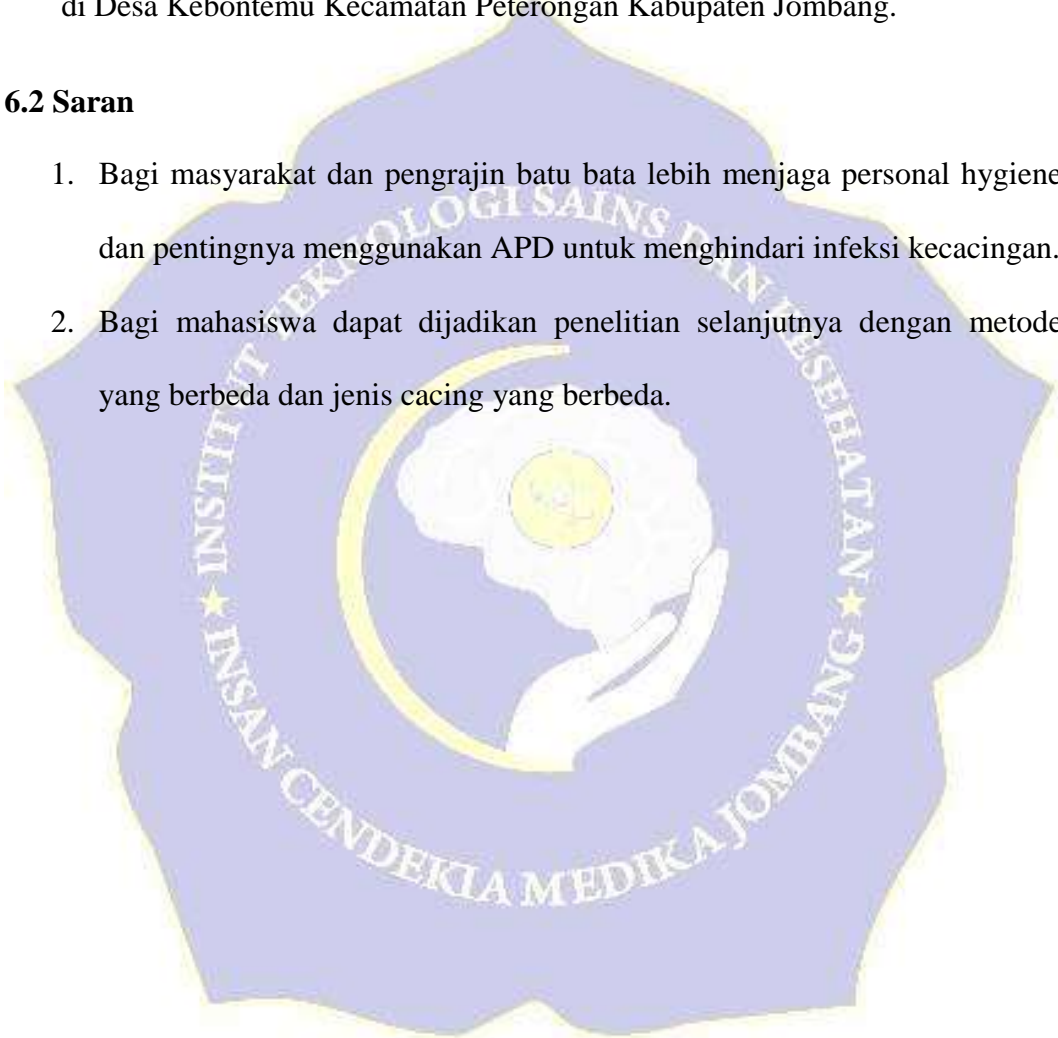 di Desa Kebontemu Kecamatan Peterongan Kabupaten Jombang.
6.2 Saran
1. Bagi masyarakat dan pengrajin batu bata lebih menjaga personal hygiene
dan pentingnya menggunakan APD untuk menghindari infeksi kecacingan.
2. Bagi mahasiswa dapat dijadikan penelitian selanjutnya dengan metode
yang berbeda dan jenis cacing yang berbeda.
INSTITUT TEKNOLOGI SAINS DAN KESEHATAN
INSAN CENDEKIA MEDIKA JOMBANG